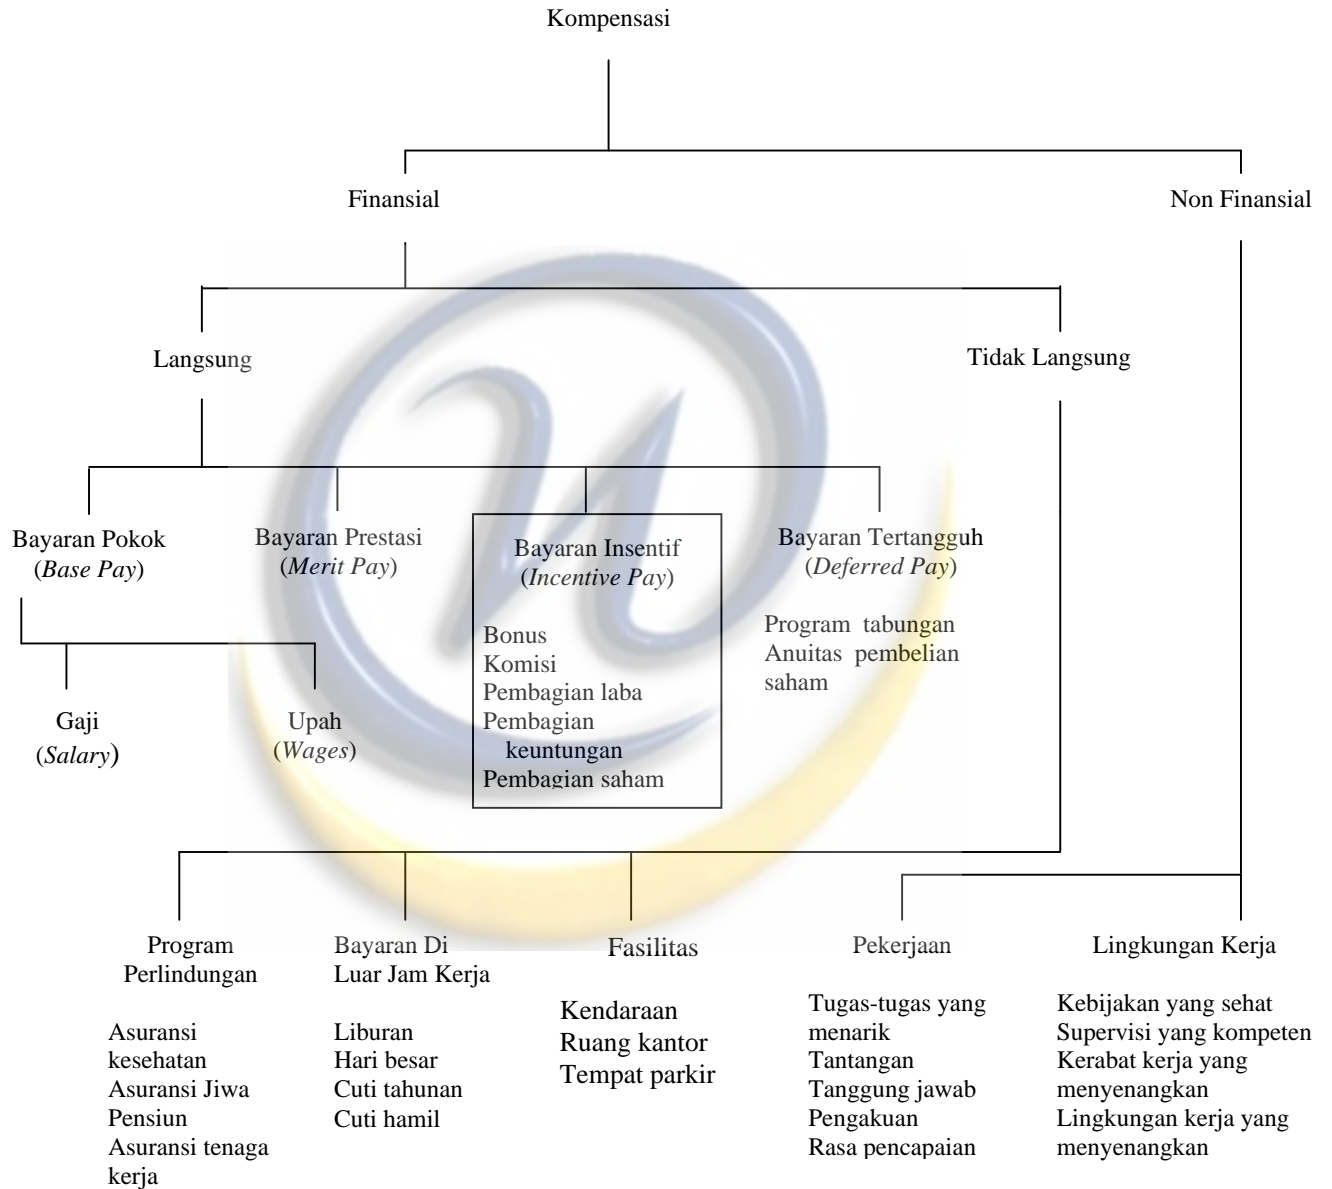 Kompensasi
Finansial
Non Finansial
Langsung
Tidak Langsung
Bayaran Pokok
(Base Pay)
Bayaran Prestasi
(Merit Pay)
Bayaran Insentif
(Incentive Pay)
Bonus
Komisi
Pembagian laba
Pembagian
keuntungan
Pembagian saham
Bayaran Tertangguh
(Deferred Pay)
Program tabungan
Anuitas pembelian
saham
Gaji
(Salary)
Upah
(Wages)
Program
Perlindungan
Asuransi
kesehatan
Asuransi Jiwa
Pensiun
Asuransi tenaga
kerja
Bayaran Di
Luar Jam Kerja
Liburan
Hari besar
Cuti tahunan
Cuti hamil
Fasilitas
Kendaraan
Ruang kantor
Tempat parkir
Pekerjaan
Tugas-tugas yang
menarik
Tantangan
Tanggung jawab
Pengakuan
Rasa pencapaian
Lingkungan Kerja
Kebijakan yang sehat
Supervisi yang kompeten
Kerabat kerja yang
menyenangkan
Lingkungan kerja yang
menyenangkan